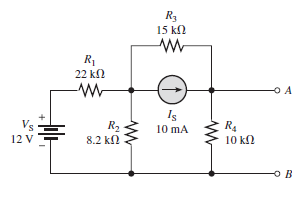 R3
15 kΩ
R1
22 kΩ
A
IS
10 mA
VS
12 V
+
−
R2
8.2 kΩ
R4
10 kΩ
B